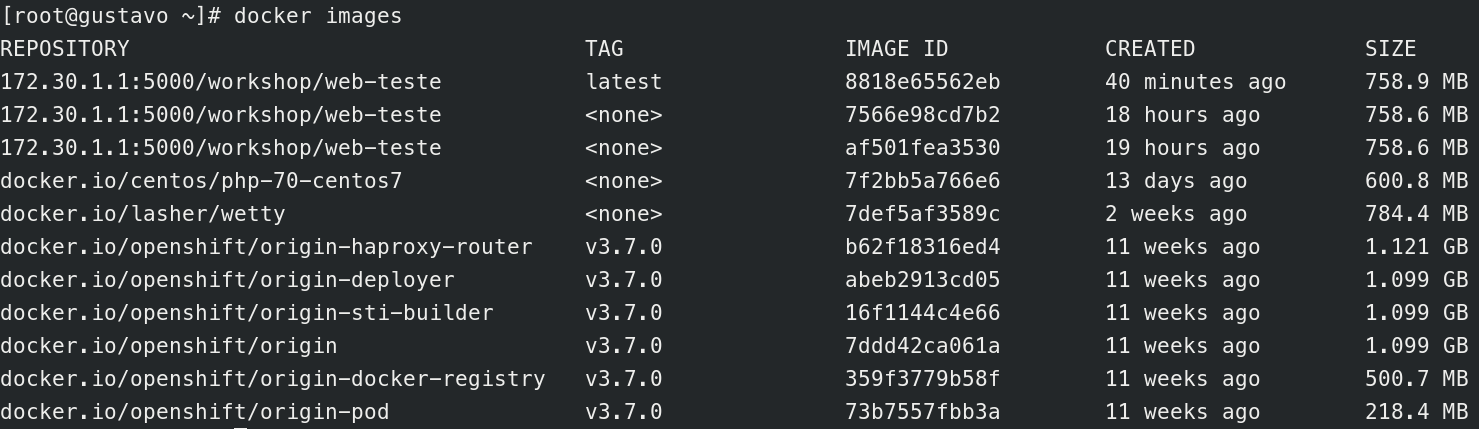 [root@gustavo ~]# docker images
REPOSITORY TAG IMAGE ID CREATED SIZE
172.30.1.1:5000/workshop/web-teste latest 8818e65562eb 40 minutes ago 758.9 MB
172.30.1.1:5000/workshop/web-teste <none> 7566e98cd7b2 18 hours ago 758.6 MB
172.30.1.1:5000/workshop/web-teste <none> af501fea3530 19 hours ago 758.6 MB
docker.io/centos/php-70-centos7 <none> 7f2bb5a766e6 13 days ago 600.8 MB
docker.io/lasher/wetty <none> 7def5af3589c 2 weeks ago 784.4 MB
docker.io/openshift/origin-haproxy-router v3.7.0 b62f18316ed4 11 weeks ago 1.121 GB
docker.io/openshift/origin-deployer v3.7.0 abeb2913cd05 11 weeks ago 1.099 GB
docker.io/openshift/origin-sti-builder v3.7.0 16f1144c4e66 11 weeks ago 1.099 GB
docker.io/openshift/origin v3.7.0 7ddd42ca061a 11 weeks ago 1.099 GB
docker.io/openshift/origin-docker-registry v3.7.0 359f3779b58f 11 weeks ago 500.7 MB
docker.io/openshift/origin-pod v3.7.0 73b7557fbb3a 11 weeks ago 218.4 MB